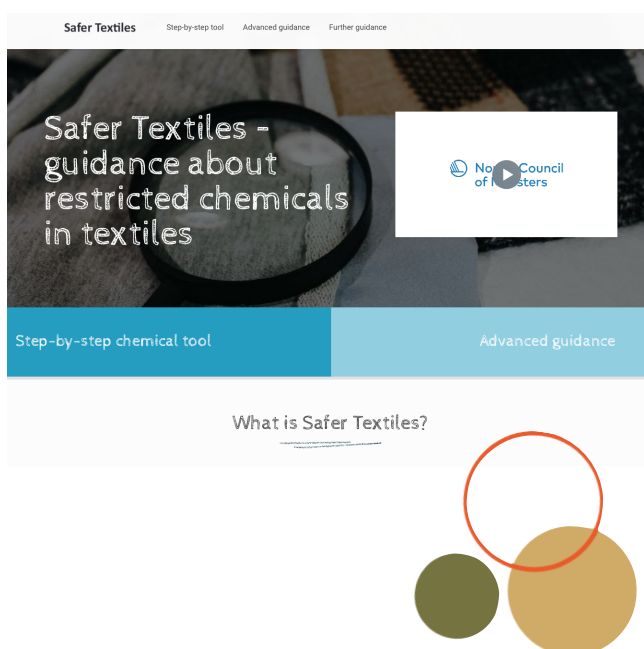 Safer Textiles
Step-by-step tool
Advanced guidance
Further guidance
Safer Textiles -
guidance about
restricted chemicals
in textiles
Council
of
Step-by-step chemical tool
Advanced guidance
What is Safer Textiles?